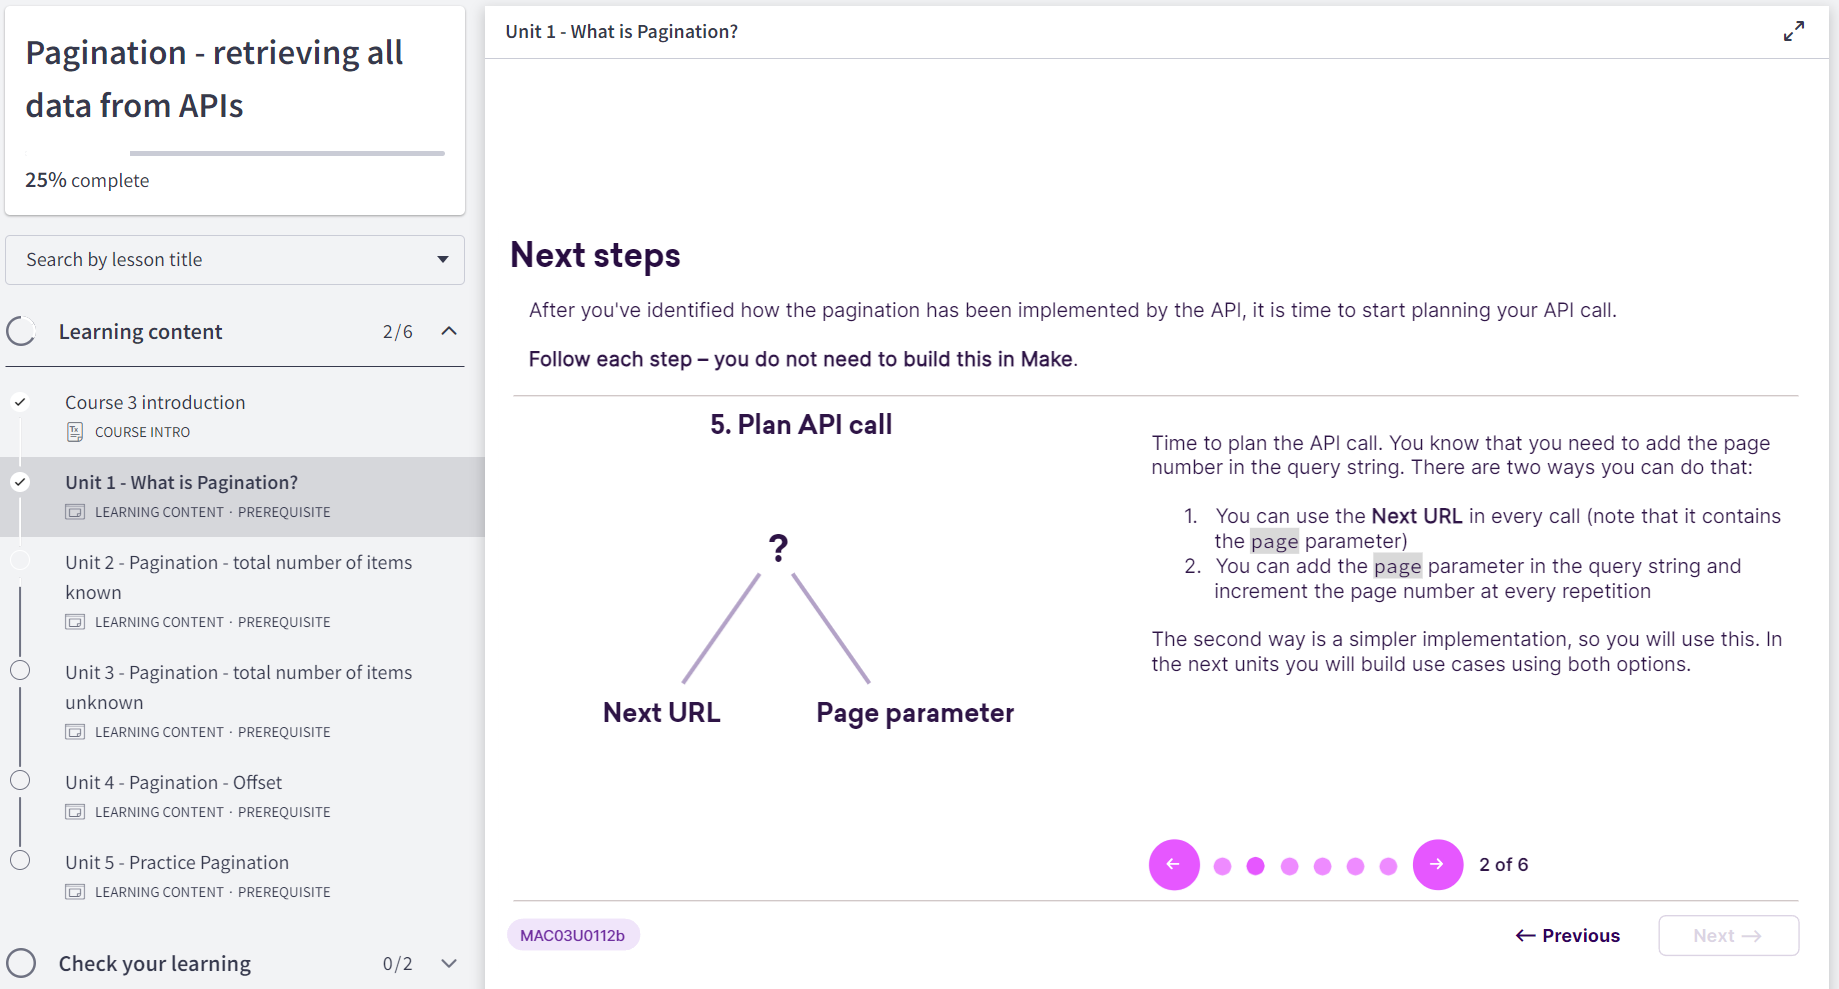 Pagination - retrieving all
data from APIs
25% complete
Search by lesson title
Learning content 2/6
Course 3 introduction
COURSE INTRO
Unit 1 - What is Pagination?
LEARNING CONTENT · PREREQUISITE
Unit 2 - Pagination - total number of items
known
LEARNING CONTENT · PREREQUISITE
Unit 3 - Pagination - total number of items
unknown
LEARNING CONTENT · PREREQUISITE
Unit 4 - Pagination - Offset
LEARNING CONTENT · PREREQUISITE
Unit 5 - Practice Pagination
LEARNING CONTENT · PREREQUISITE
Check your learning 0/2
Unit 1 - What is Pagination?
Next steps
After you've identified how the pagination has been implemented by the API, it is time to start planning your API call.
Follow each step – you do not need to build this in Make.
5. Plan API call
?
Next URL Page parameter
Time to plan the API call. You know that you need to add the page
number in the query string. There are two ways you can do that:
1. You can use the Next URL in every call (note that it contains
the page parameter)
2. You can add the page parameter in the query string and
increment the page number at every repetition
The second way is a simpler implementation, so you will use this. In
the next units you will build use cases using both options.
← → 2 of 6
MAC03U0112b
← Previous Next →